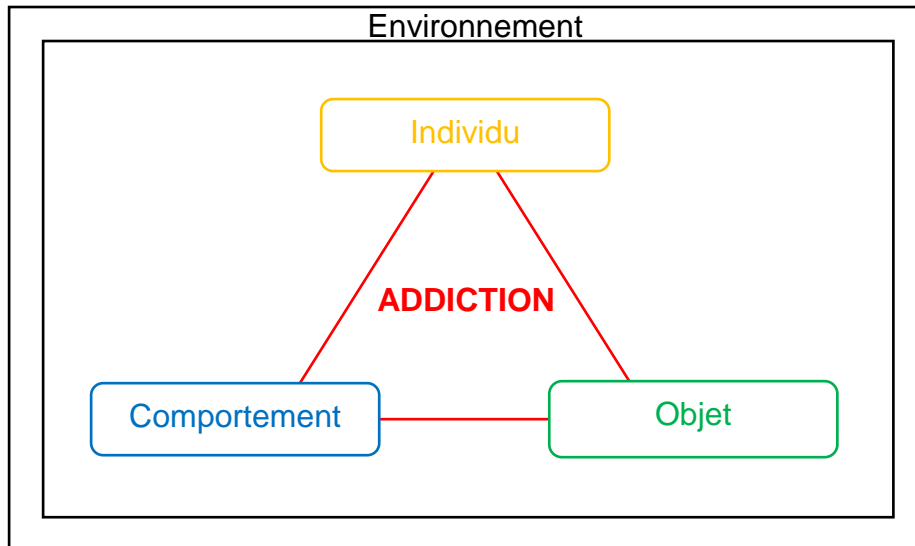 Environnement
Individu
ADDICTION
Comportement
Objet